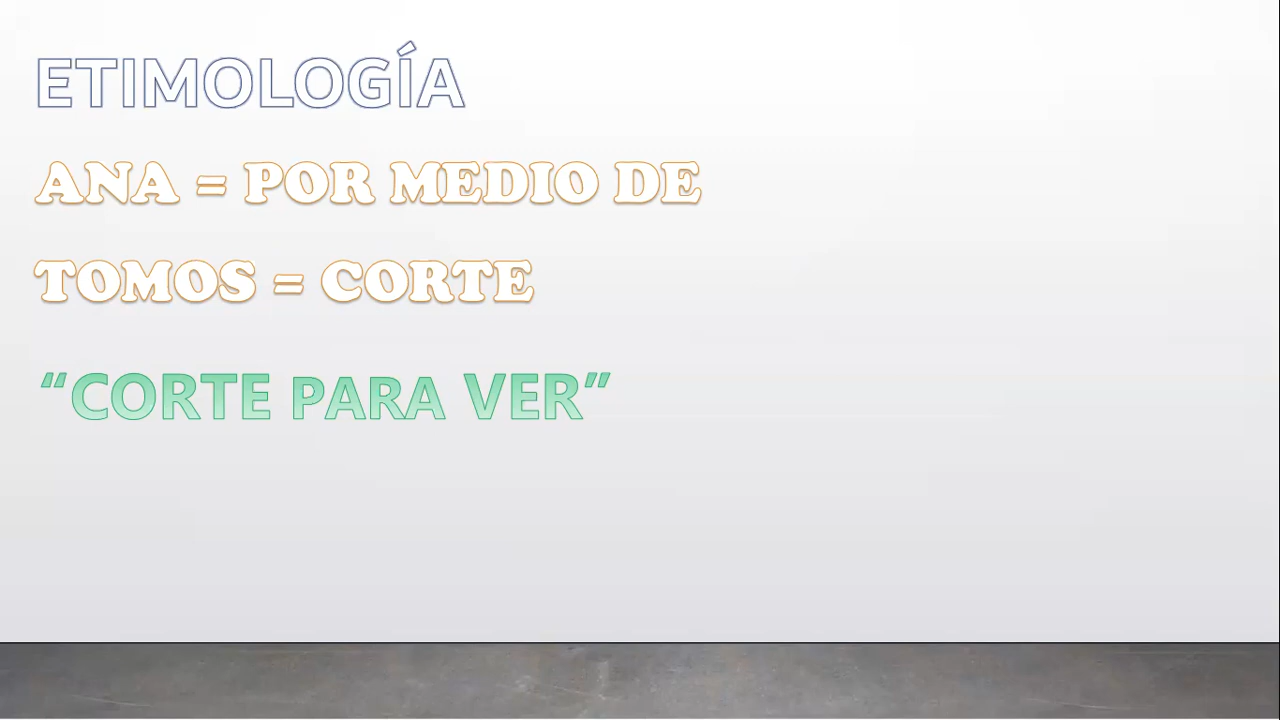 ETIMOLOGÍA
ANA = POR MEDIO DE
TOMOS = CORTE
“CORTE PARA VER”